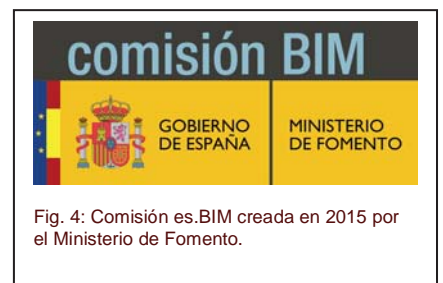 comisión BIM
GOBIERNO
DE ESPAÑA
MINISTERIO
DE FOMENTO
Fig. 4: Comisión es.BIM creada en 2015 por
el Ministerio de Fomento.